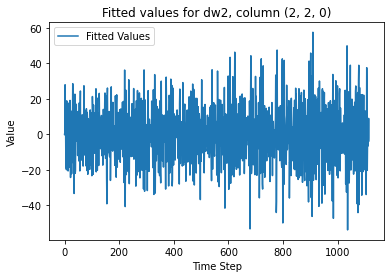 Fitted values for dw2, column (2, 2, 0)
Fitted Values
60
40
20
0
−20
−40
Value
0 200 400 600 800 1000
Time Step